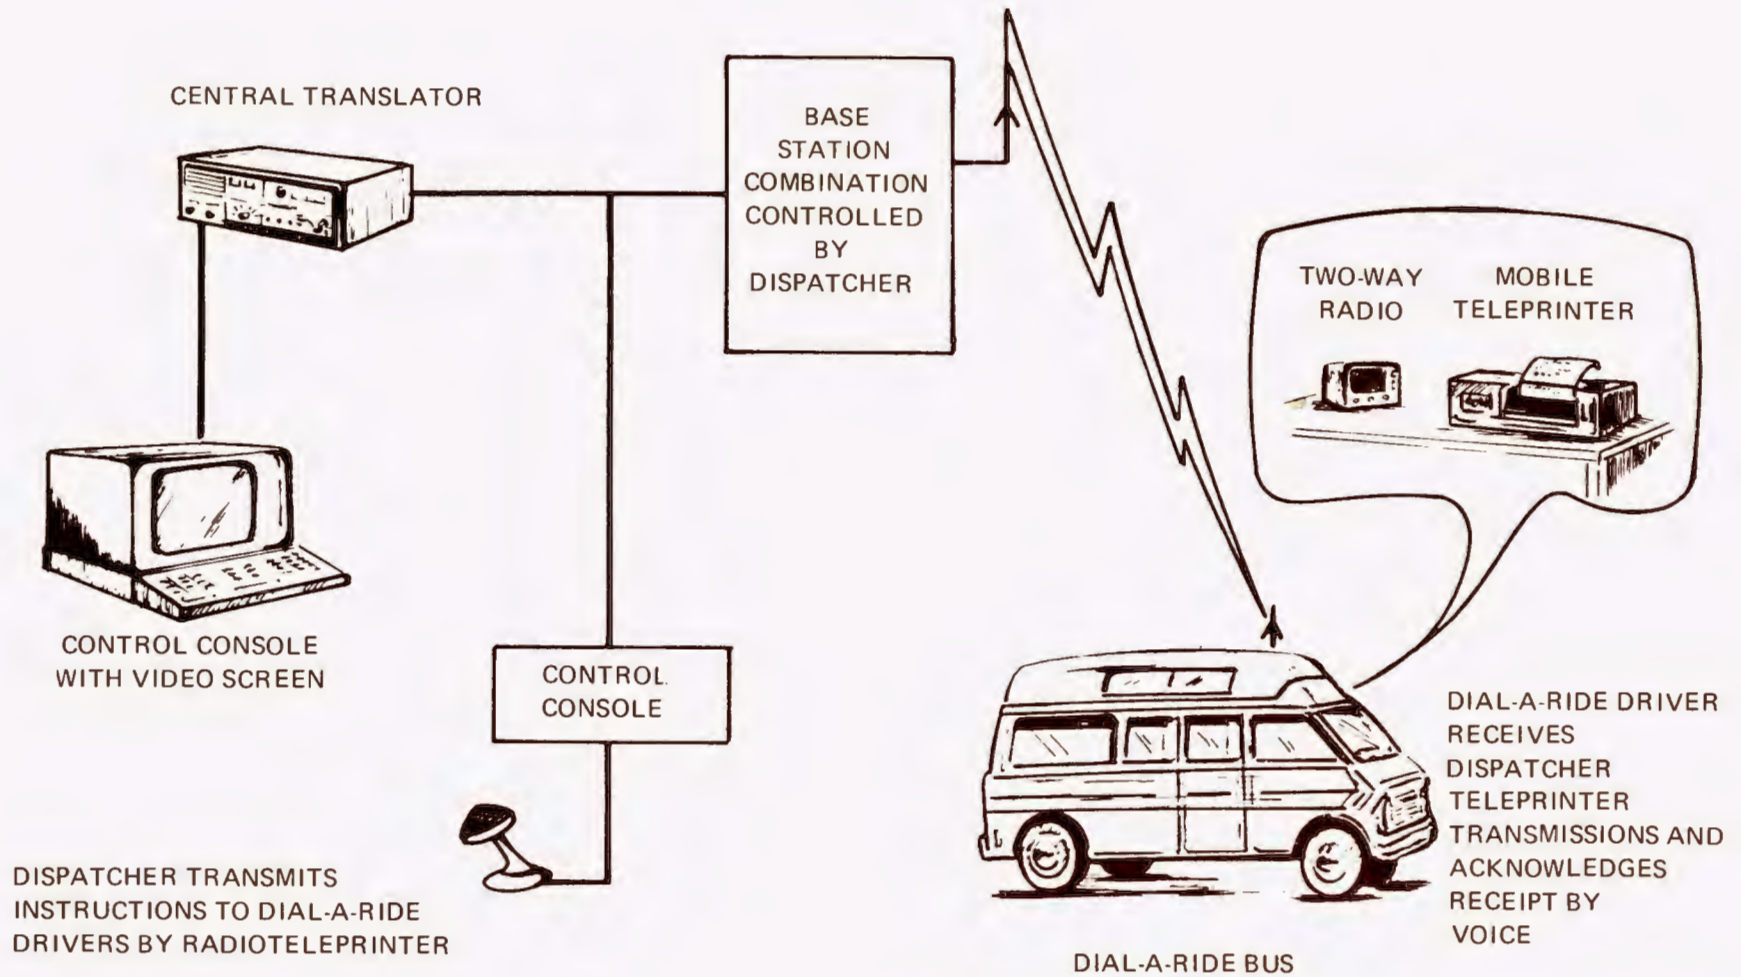 CENTRAL TRANSLATOR
BASE
STATION
COMBINATION
CONTROLLED
BY
DISPATCHER
TWO-WAY
RADIO
MOBILE
TELEPRINTER
CONTROL CONSOLE
WITH VIDEO SCREEN
CONTROL
CONSOLE
DISPATCHER TRANSMITS
INSTRUCTIONS TO DIAL-A-RIDE
DRIVERS BY RADIOTELEPRINTER
DIAL-A-RIDE DRIVER
RECEIVES
DISPATCHER
TELEPRINTER
TRANSMISSIONS AND
ACKNOWLEDGES
RECEIPT BY
VOICE
DIAL-A-RIDE BUS